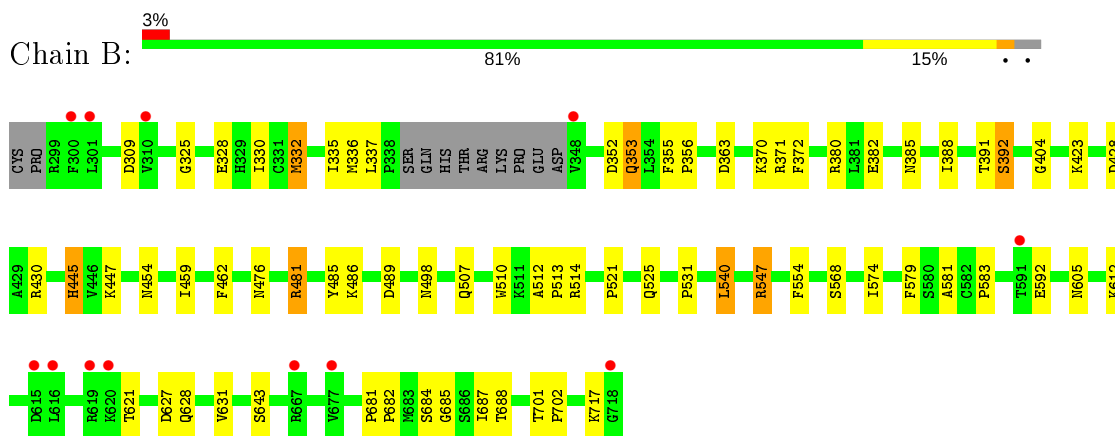 3%
Chain B:
81% 15% • •
CYS PRO R299 F300 L301 D309 V310 G325 E328 H329 I330 C331 M332 I335 M336 L337 P338 SER GLN HIS THR ARG LYS PRO GLU ASP V348 D352 Q353 L354 F355 P356 D363 K370 R371 F372 R380 L381 E382 N385 I388 T391 S392 G404 K423
A429 R430 H445 V446 K447 N454 I459 F462 N476 R481 Y485 K486 D489 N498 Q507 W510 K511 A512 P513 R514 P521 Q525 P531 L540 R547 F554 S568 I574 F579 S580 A581 C582 P583 T591 E592 N605
D615 L616 R619 K620 T621 D627 Q628 V631 S643 R667 V677 P681 P682 M683 S684 G685 S686 I687 T688 T701 P702 K717 G718